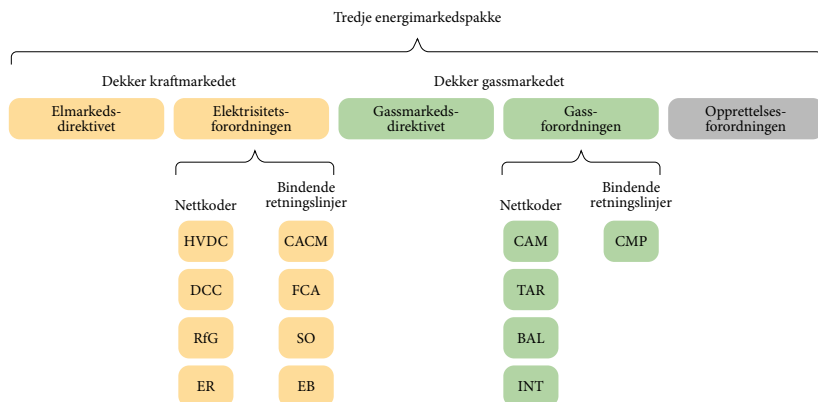 Tredje energimarkedspakke
Dekker kraftmarkedet
Dekker gassmarkedet
Elmarkeds-
direktivet
Elektrisitets-
forordningen
Gassmarkeds-
direktivet
Gass-
forordningen
Opprettelses-
forordningen
Nettkoder
Bindende
retningslinjer
HVDC
CACM
DCC
FCA
RfG
SO
ER
EB
Nettkoder
Bindende
retningslinjer
CAM
CMP
TAR
BAL
INT